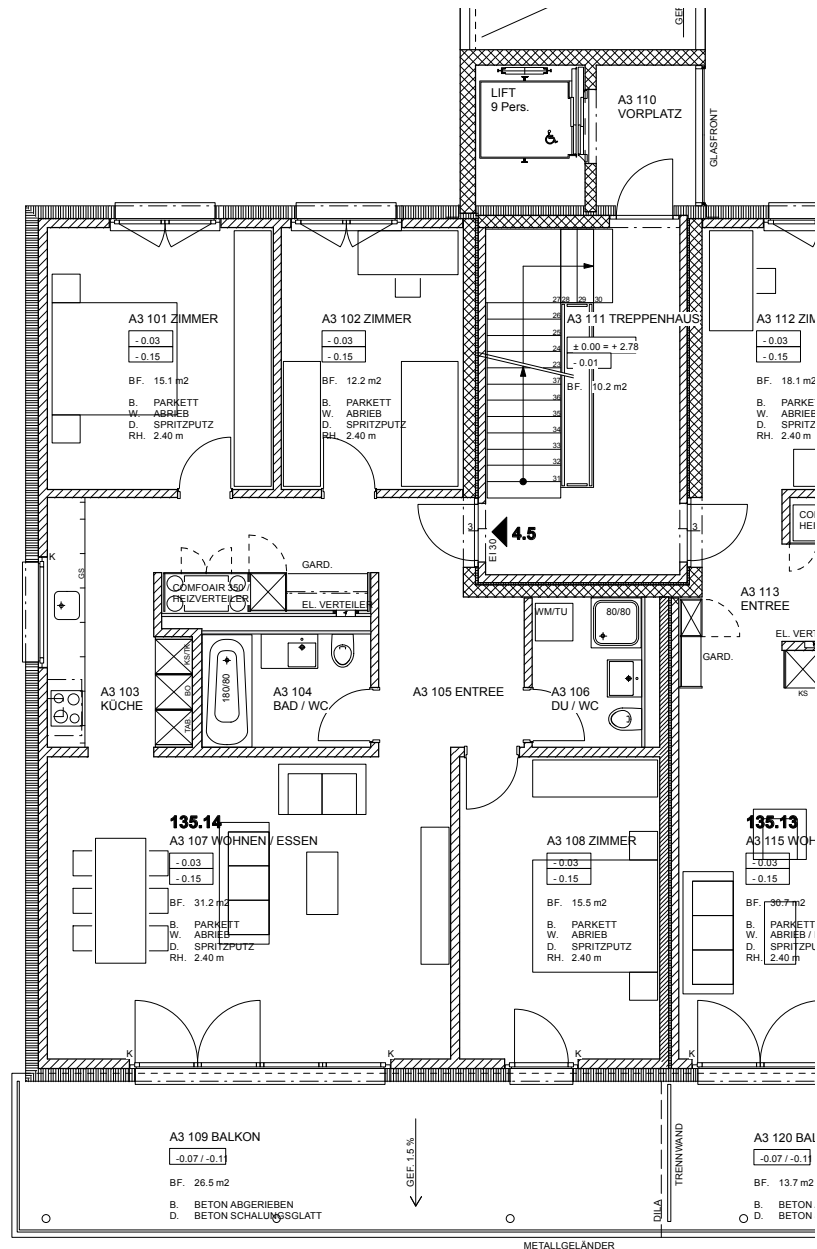 GEF
LIFT
9 Pers.
A3 110
VORPLATZ
GLASFRONT
A3 101 ZIMMER
- 0.03
- 0.15
BF. 15.1 m2
B. PARKETT
W. ABRIEB
D. SPRITZPUTZ
RH. 2.40 m
A3 102 ZIMMER
- 0.03
- 0.15
BF. 12.2 m2
B. PARKETT
W. ABRIEB
D. SPRITZPUTZ
RH. 2.40 m
27 28 29 30
26
25
24
23
37
36
35
34
33
32
31
A3 111 TREPPENHAUS
± 0.00 = + 2.78
- 0.01
BF. 10.2 m2
A3 112 ZIM
- 0.03
- 0.15
BF. 18.1 m2
B. PARKETT
W. ABRIEB
D. SPRITZPUTZ
RH. 2.40 m
3
EI 30
4.5
3
K
GS
GARD.
COMFOAIR 350 /
HEIZVERTEILER
EL. VERTEILER
COM
HEI
A3 113
ENTREE
EL. VERT
GARD.
KS
WM/TU
80/80
KS/TK
BO
TAB.
180/80
A3 103
KÜCHE
A3 104
BAD / WC
A3 105 ENTREE
A3 106
DU / WC
135.14
A3 107 WOHNEN / ESSEN
- 0.03
- 0.15
BF. 31.2 m2
B. PARKETT
W. ABRIEB
D. SPRITZPUTZ
RH. 2.40 m
A3 108 ZIMMER
- 0.03
- 0.15
BF. 15.5 m2
B. PARKETT
W. ABRIEB
D. SPRITZPUTZ
RH. 2.40 m
135.13
A3 115 WOH
- 0.03
- 0.15
BF. 30.7 m2
B. PARKETT
W. ABRIEB /
D. SPRITZPU
RH. 2.40 m
K
K
K
K
A3 109 BALKON
-0.07 / -0.11
BF. 26.5 m2
B. BETON ABGERIEBEN
D. BETON SCHALUNGSGLATT
GEF. 1.5 %
DILA
TRENNWAND
A3 120 BAL
-0.07 / -0.11
BF. 13.7 m2
B. BETON
D. BETON
METALLGELÄNDER